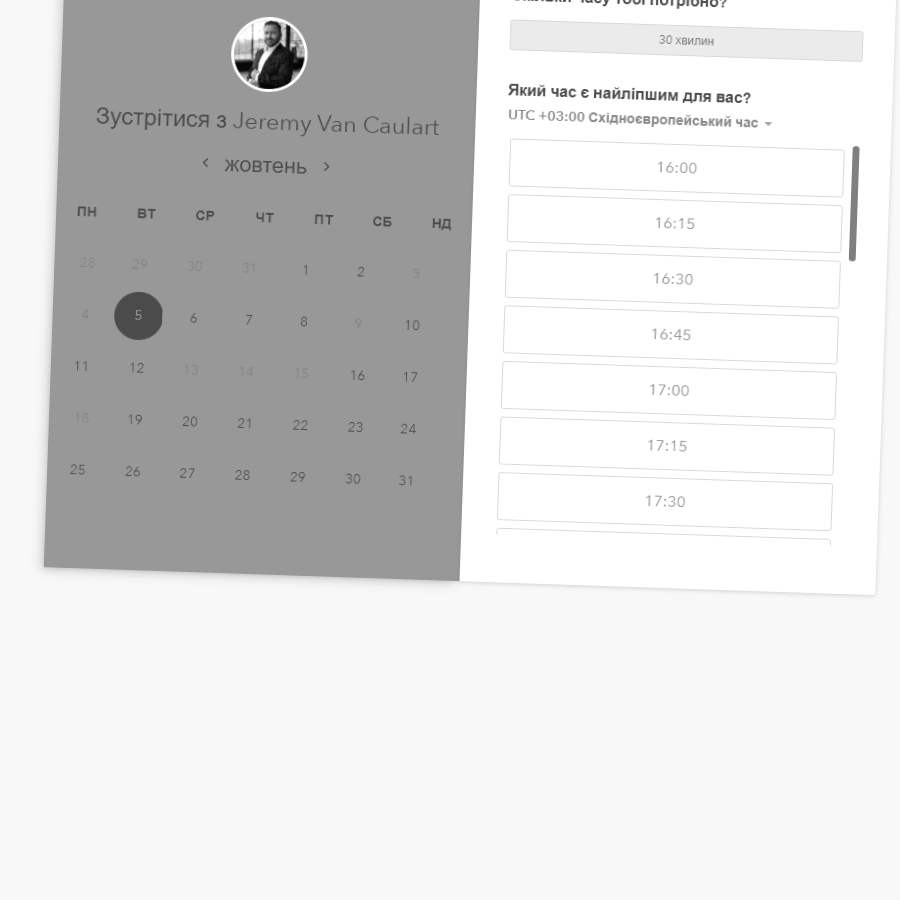 Зустрітися з Jeremy Van Caulart
жовтень
ПН ВТ СР ЧТ ПТ СБ НД
28 29 30 31 1 2 3
4 5 6 7 8 9 10
11 12 13 14 15 16 17
18 19 20 21 22 23 24
25 26 27 28 29 30 31
часу тобі потрібно?
30 хвилин
Який час є найліпшим для вас?
UTC +03:00 Східноєвропейський час
16:00
16:15
16:30
16:45
17:00
17:15
17:30